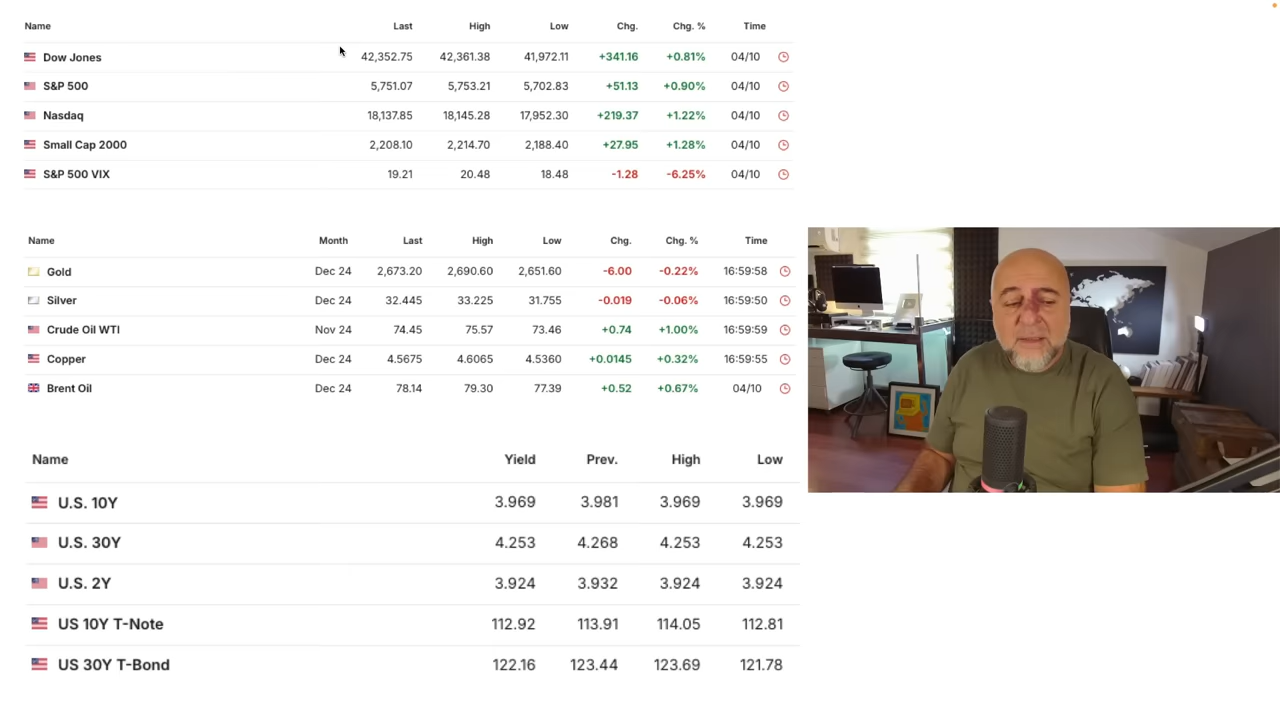 Name Last High Low Chg. Chg. % Time
Dow Jones 42,352.75 42,361.38 41,972.11 +341.16 +0.81% 04/10
S&P 500 5,751.07 5,753.21 5,702.83 +51.13 +0.90% 04/10
Nasdaq 18,137.85 18,145.28 17,952.30 +219.37 +1.22% 04/10
Small Cap 2000 2,208.10 2,214.70 2,188.40 +27.95 +1.28% 04/10
S&P 500 VIX 19.21 20.48 18.48 -1.28 -6.25% 04/10
Name Month Last High Low Chg. Chg. % Time
Gold Dec 24 2,673.20 2,690.60 2,651.60 -6.00 -0.22% 16:59:58
Silver Dec 24 32.445 33.225 31.755 -0.019 -0.06% 16:59:50
Crude Oil WTI Nov 24 74.45 75.57 73.46 +0.74 +1.00% 16:59:59
Copper Dec 24 4.5675 4.6065 4.5360 +0.0145 +0.32% 16:59:55
Brent Oil Dec 24 78.14 79.30 77.39 +0.52 +0.67% 04/10
Name Yield Prev. High Low
U.S. 10Y 3.969 3.981 3.969 3.969
U.S. 30Y 4.253 4.268 4.253 4.253
U.S. 2Y 3.924 3.932 3.924 3.924
US 10Y T-Note 112.92 113.91 114.05 112.81
US 30Y T-Bond 122.16 123.44 123.69 121.78